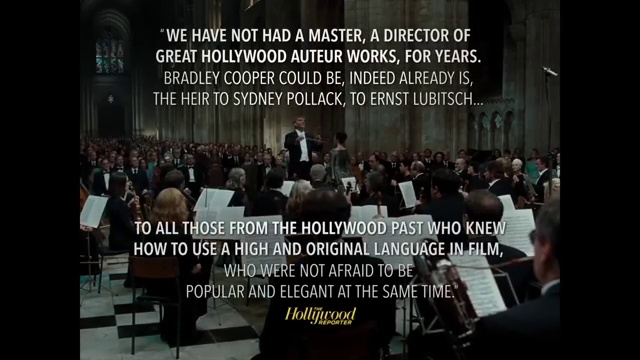 "WE HAVE NOT HAD A MASTER, A DIRECTOR OF
GREAT HOLLYWOOD AUTEUR WORKS, FOR YEARS.
BRADLEY COOPER COULD BE, INDEED ALREADY IS,
THE HEIR TO SYDNEY POLLACK, TO ERNST LUBITSCH...
TO ALL THOSE FROM THE HOLLYWOOD PAST WHO KNEW
HOW TO USE A HIGH AND ORIGINAL LANGUAGE IN FILM,
WHO WERE NOT AFRAID TO BE
POPULAR AND ELEGANT AT THE SAME TIME."
THE
Hollywood
REPORTER